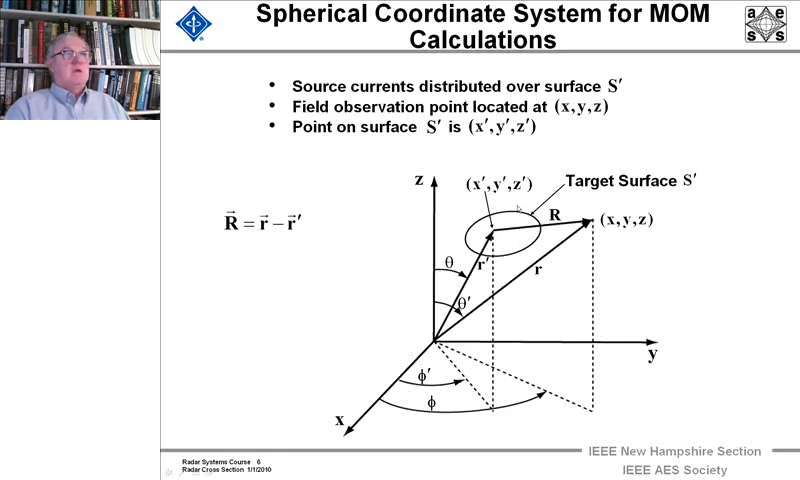 Spherical Coordinate System for MOM
Calculations
a e
s s
• Source currents distributed over surface S′
• Field observation point located at (x,y,z)
• Point on surface S′ is (x′,y′,z′)
z
(x′,y′,z′)
Target Surface S′
R
(x,y,z)
R⃗ = r⃗ − r⃗′
θ
r′
r
θ′
y
ϕ′
ϕ
x
IEEE New Hampshire Section
Radar Systems Course 6
Radar Cross Section 1/1/2010
IEEE AES Society